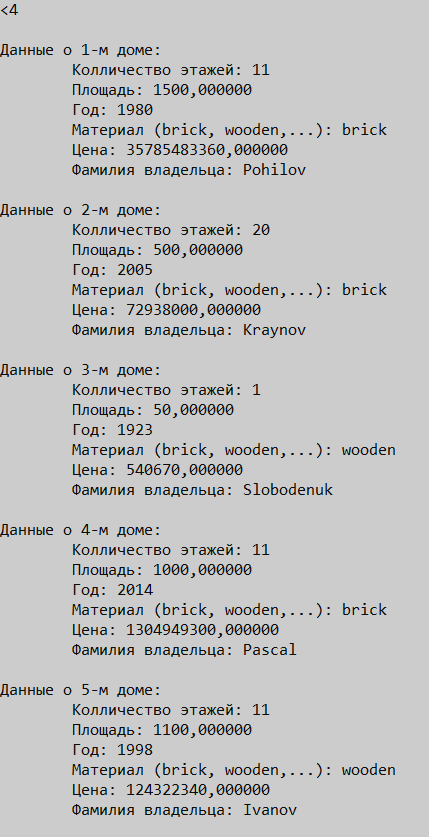 <4
Данные о 1-м доме:
Колличество этажей: 11
Площадь: 1500,000000
Год: 1980
Материал (brick, wooden,...): brick
Цена: 35785483360,000000
Фамилия владельца: Pohilov
Данные о 2-м доме:
Колличество этажей: 20
Площадь: 500,000000
Год: 2005
Материал (brick, wooden,...): brick
Цена: 72938000,000000
Фамилия владельца: Kraynov
Данные о 3-м доме:
Колличество этажей: 1
Площадь: 50,000000
Год: 1923
Материал (brick, wooden,...): wooden
Цена: 540670,000000
Фамилия владельца: Slobodenuk
Данные о 4-м доме:
Колличество этажей: 11
Площадь: 1000,000000
Год: 2014
Материал (brick, wooden,...): brick
Цена: 1304949300,000000
Фамилия владельца: Pascal
Данные о 5-м доме:
Колличество этажей: 11
Площадь: 1100,000000
Год: 1998
Материал (brick, wooden,...): wooden
Цена: 124322340,000000
Фамилия владельца: Ivanov